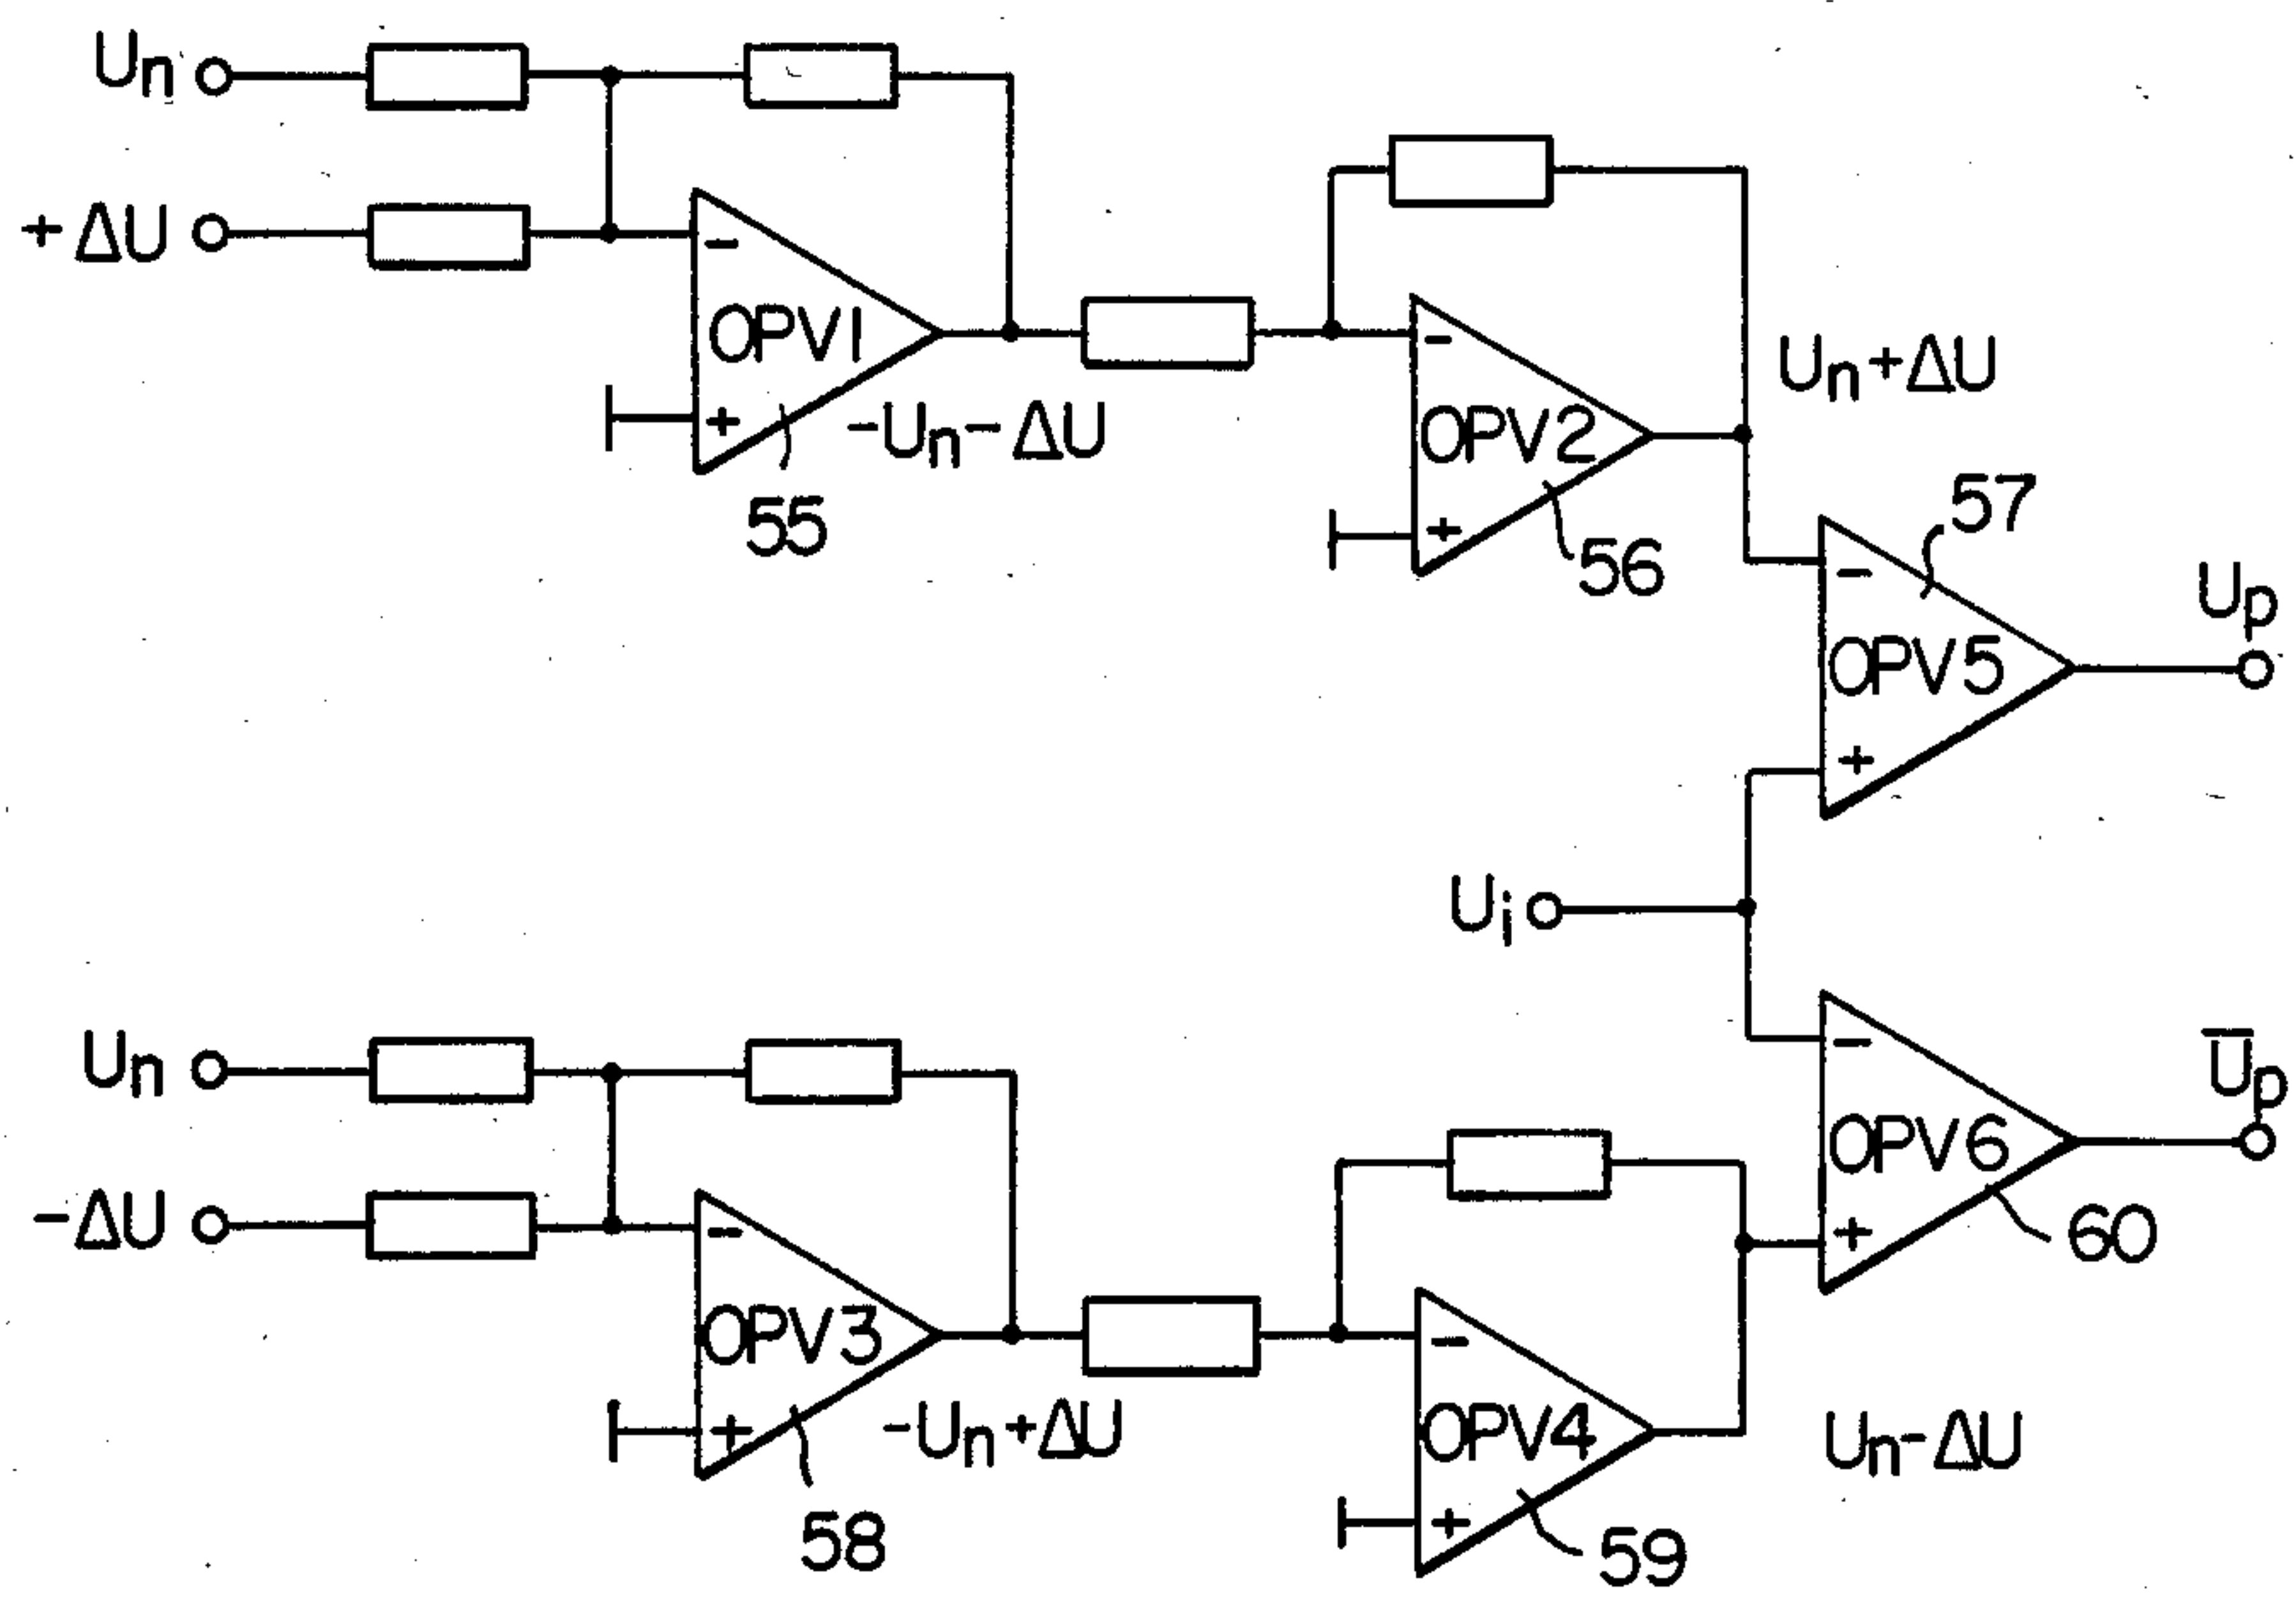 Un
+ΔU
-
OPV1
+
-Un-ΔU
55
-
OPV2
+
56
Un+ΔU
57
-
OPV5
+
Up
Ui
Un
-ΔU
-
OPV3
+
-Un+ΔU
58
-
OPV4
+
59
Un-ΔU
-
OPV6
+
60
U̅p